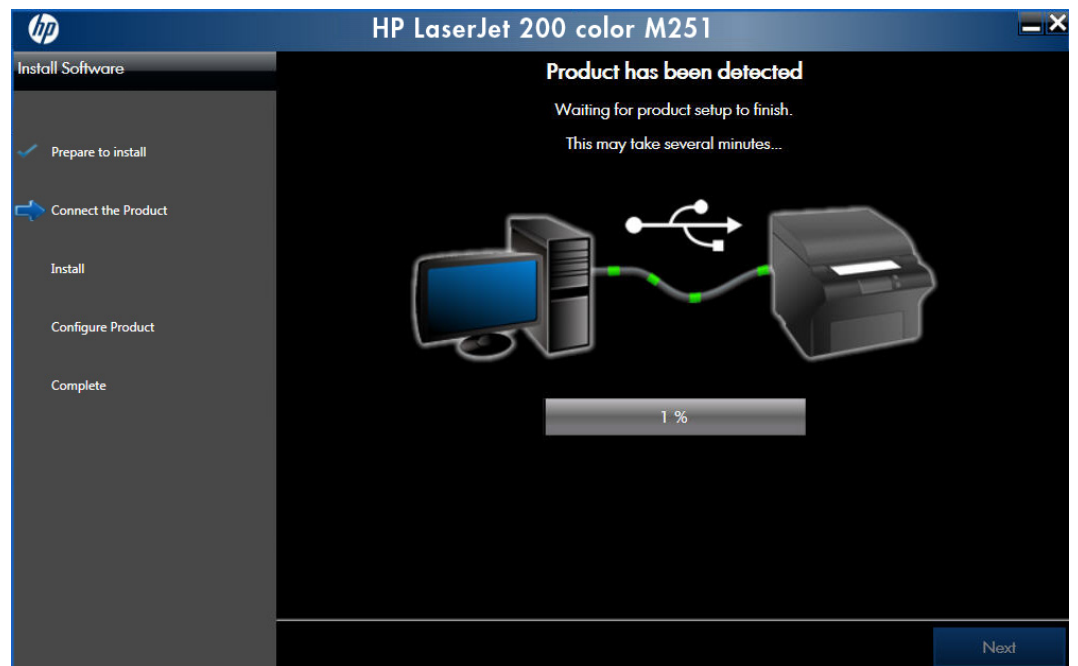 hp
HP LaserJet 200 color M251
Install Software
Prepare to install
Connect the Product
Install
Configure Product
Complete
Product has been detected
Waiting for product setup to finish.
This may take several minutes...
1 %
Next